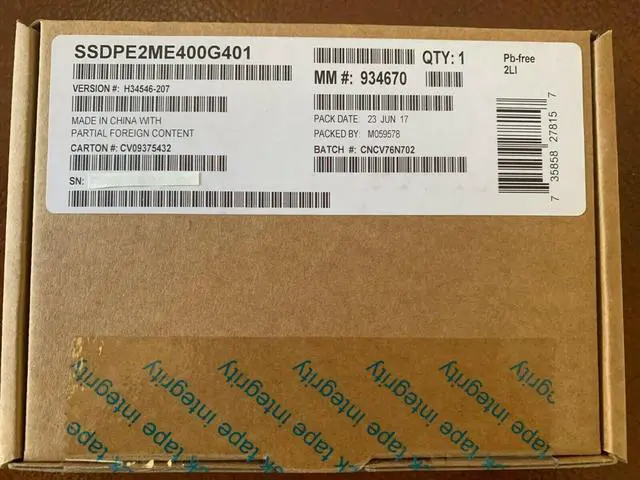 SSDPE2ME400G401
VERSION #: H34546-207
MADE IN CHINA WITH
PARTIAL FOREIGN CONTENT
CARTON #: CV09375432
SN:
QTY: 1
MM #: 934670
PACK DATE: 23 JUN 17
PACKED BY: M059578
BATCH #: CNCV76N702
Pb-free
2LI
7 35858 27815 7
tape integrity
tape integrity
tape integrity
tape integrity
integrity